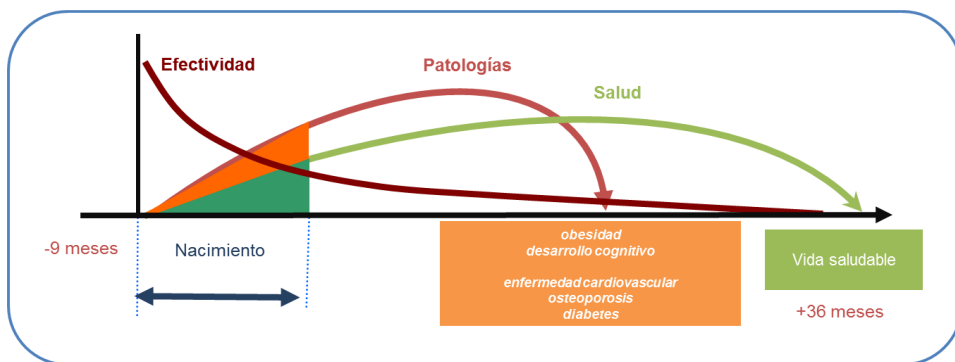 Efectividad
Patologías
Salud
-9 meses
Nacimiento
obesidad
desarrollo cognitivo
enfermedad cardiovascular
osteoporosis
diabetes
Vida saludable
+36 meses